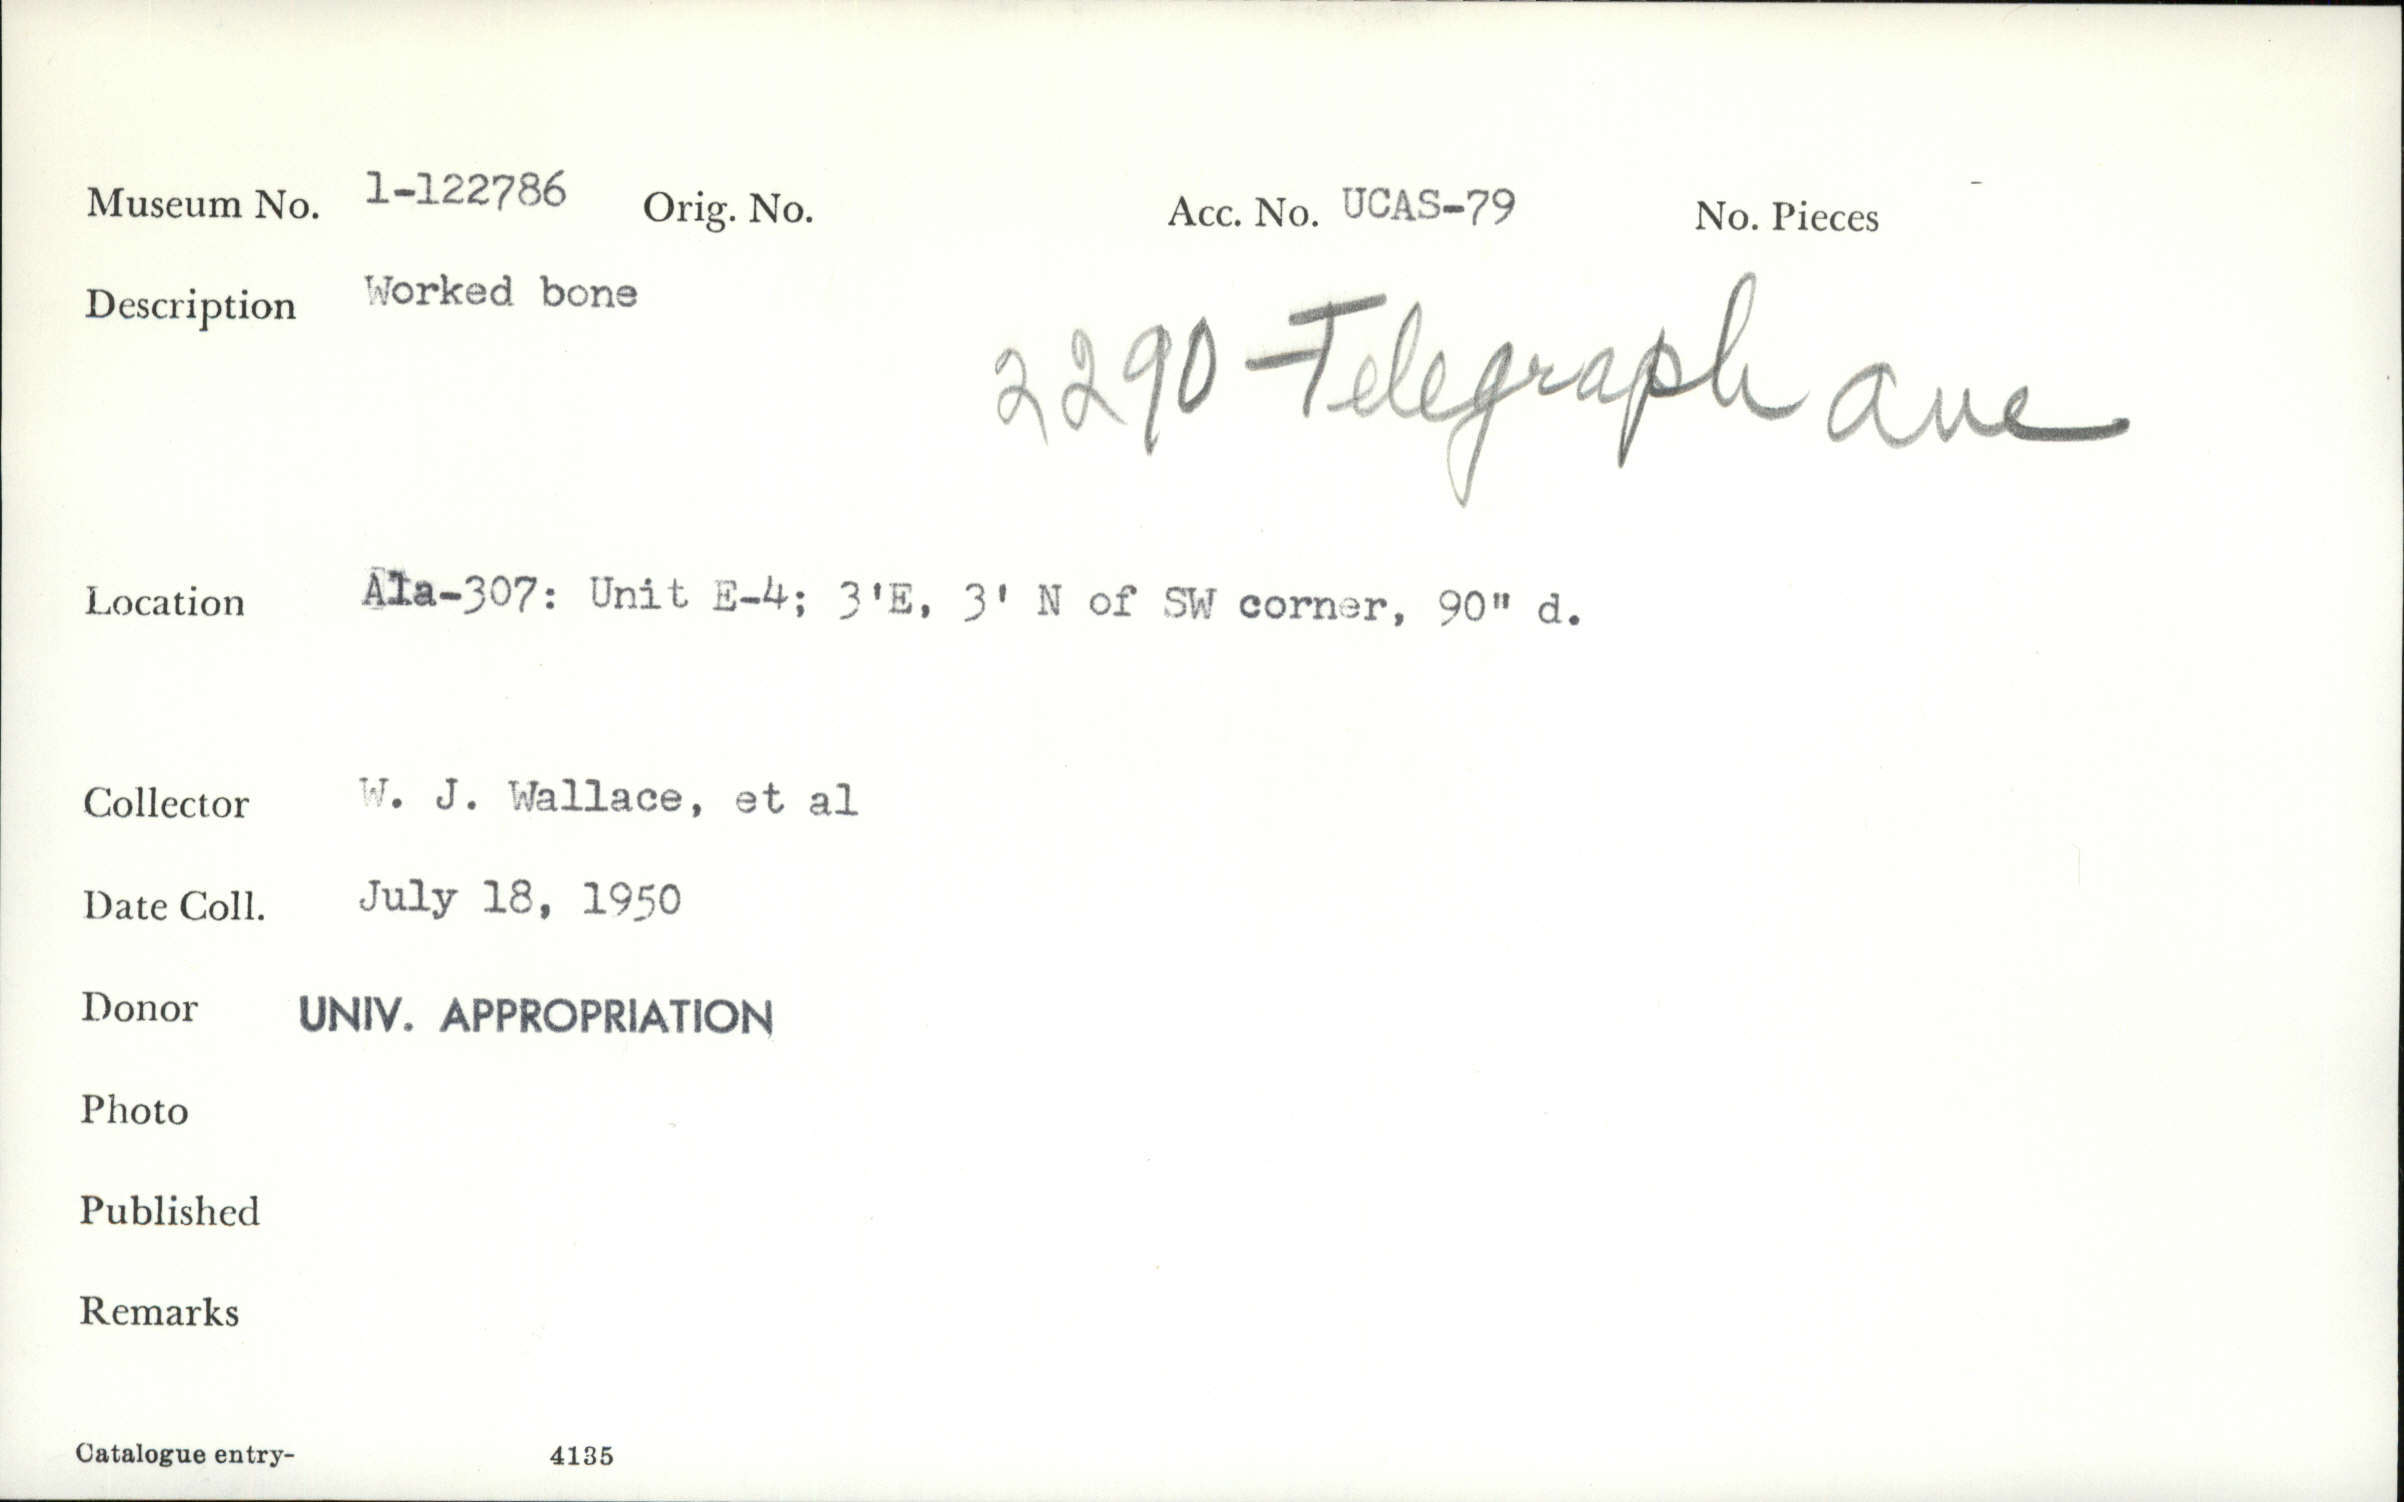 Museum No. 1-122786 Orig. No. Acc. No. UCAS-79 No. Pieces -
Description Worked bone
2290 Telegraph Ave
Location Ala-307: Unit E-4; 3'E, 3' N of SW corner, 90" d.
Collector W. J. Wallace, et al
Date Coll. July 18, 1950
Donor UNIV. APPROPRIATION
Photo
Published
Remarks
Catalogue entry- 4135